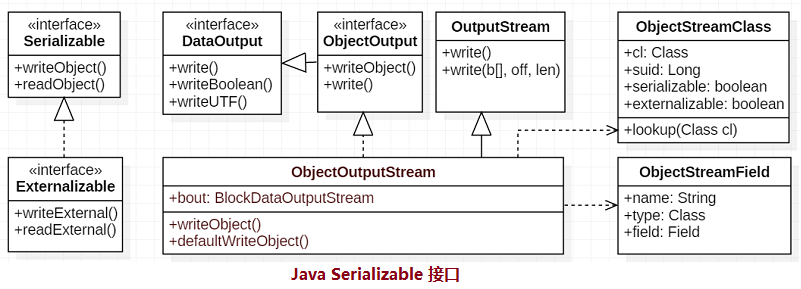 «interface»
Serializable
+writeObject()
+readObject()
«interface»
DataOutput
+write()
+writeBoolean()
+writeUTF()
«interface»
ObjectOutput
+writeObject()
+write()
OutputStream
+write()
+write(b[], off, len)
ObjectStreamClass
+cl: Class
+suid: Long
+serializable: boolean
+externalizable: boolean
+lookup(Class cl)
«interface»
Externalizable
+writeExternal()
+readExternal()
ObjectOutputStream
+bout: BlockDataOutputStream
+writeObject()
+defaultWriteObject()
ObjectStreamField
+name: String
+type: Class
+field: Field
Java Serializable 接口